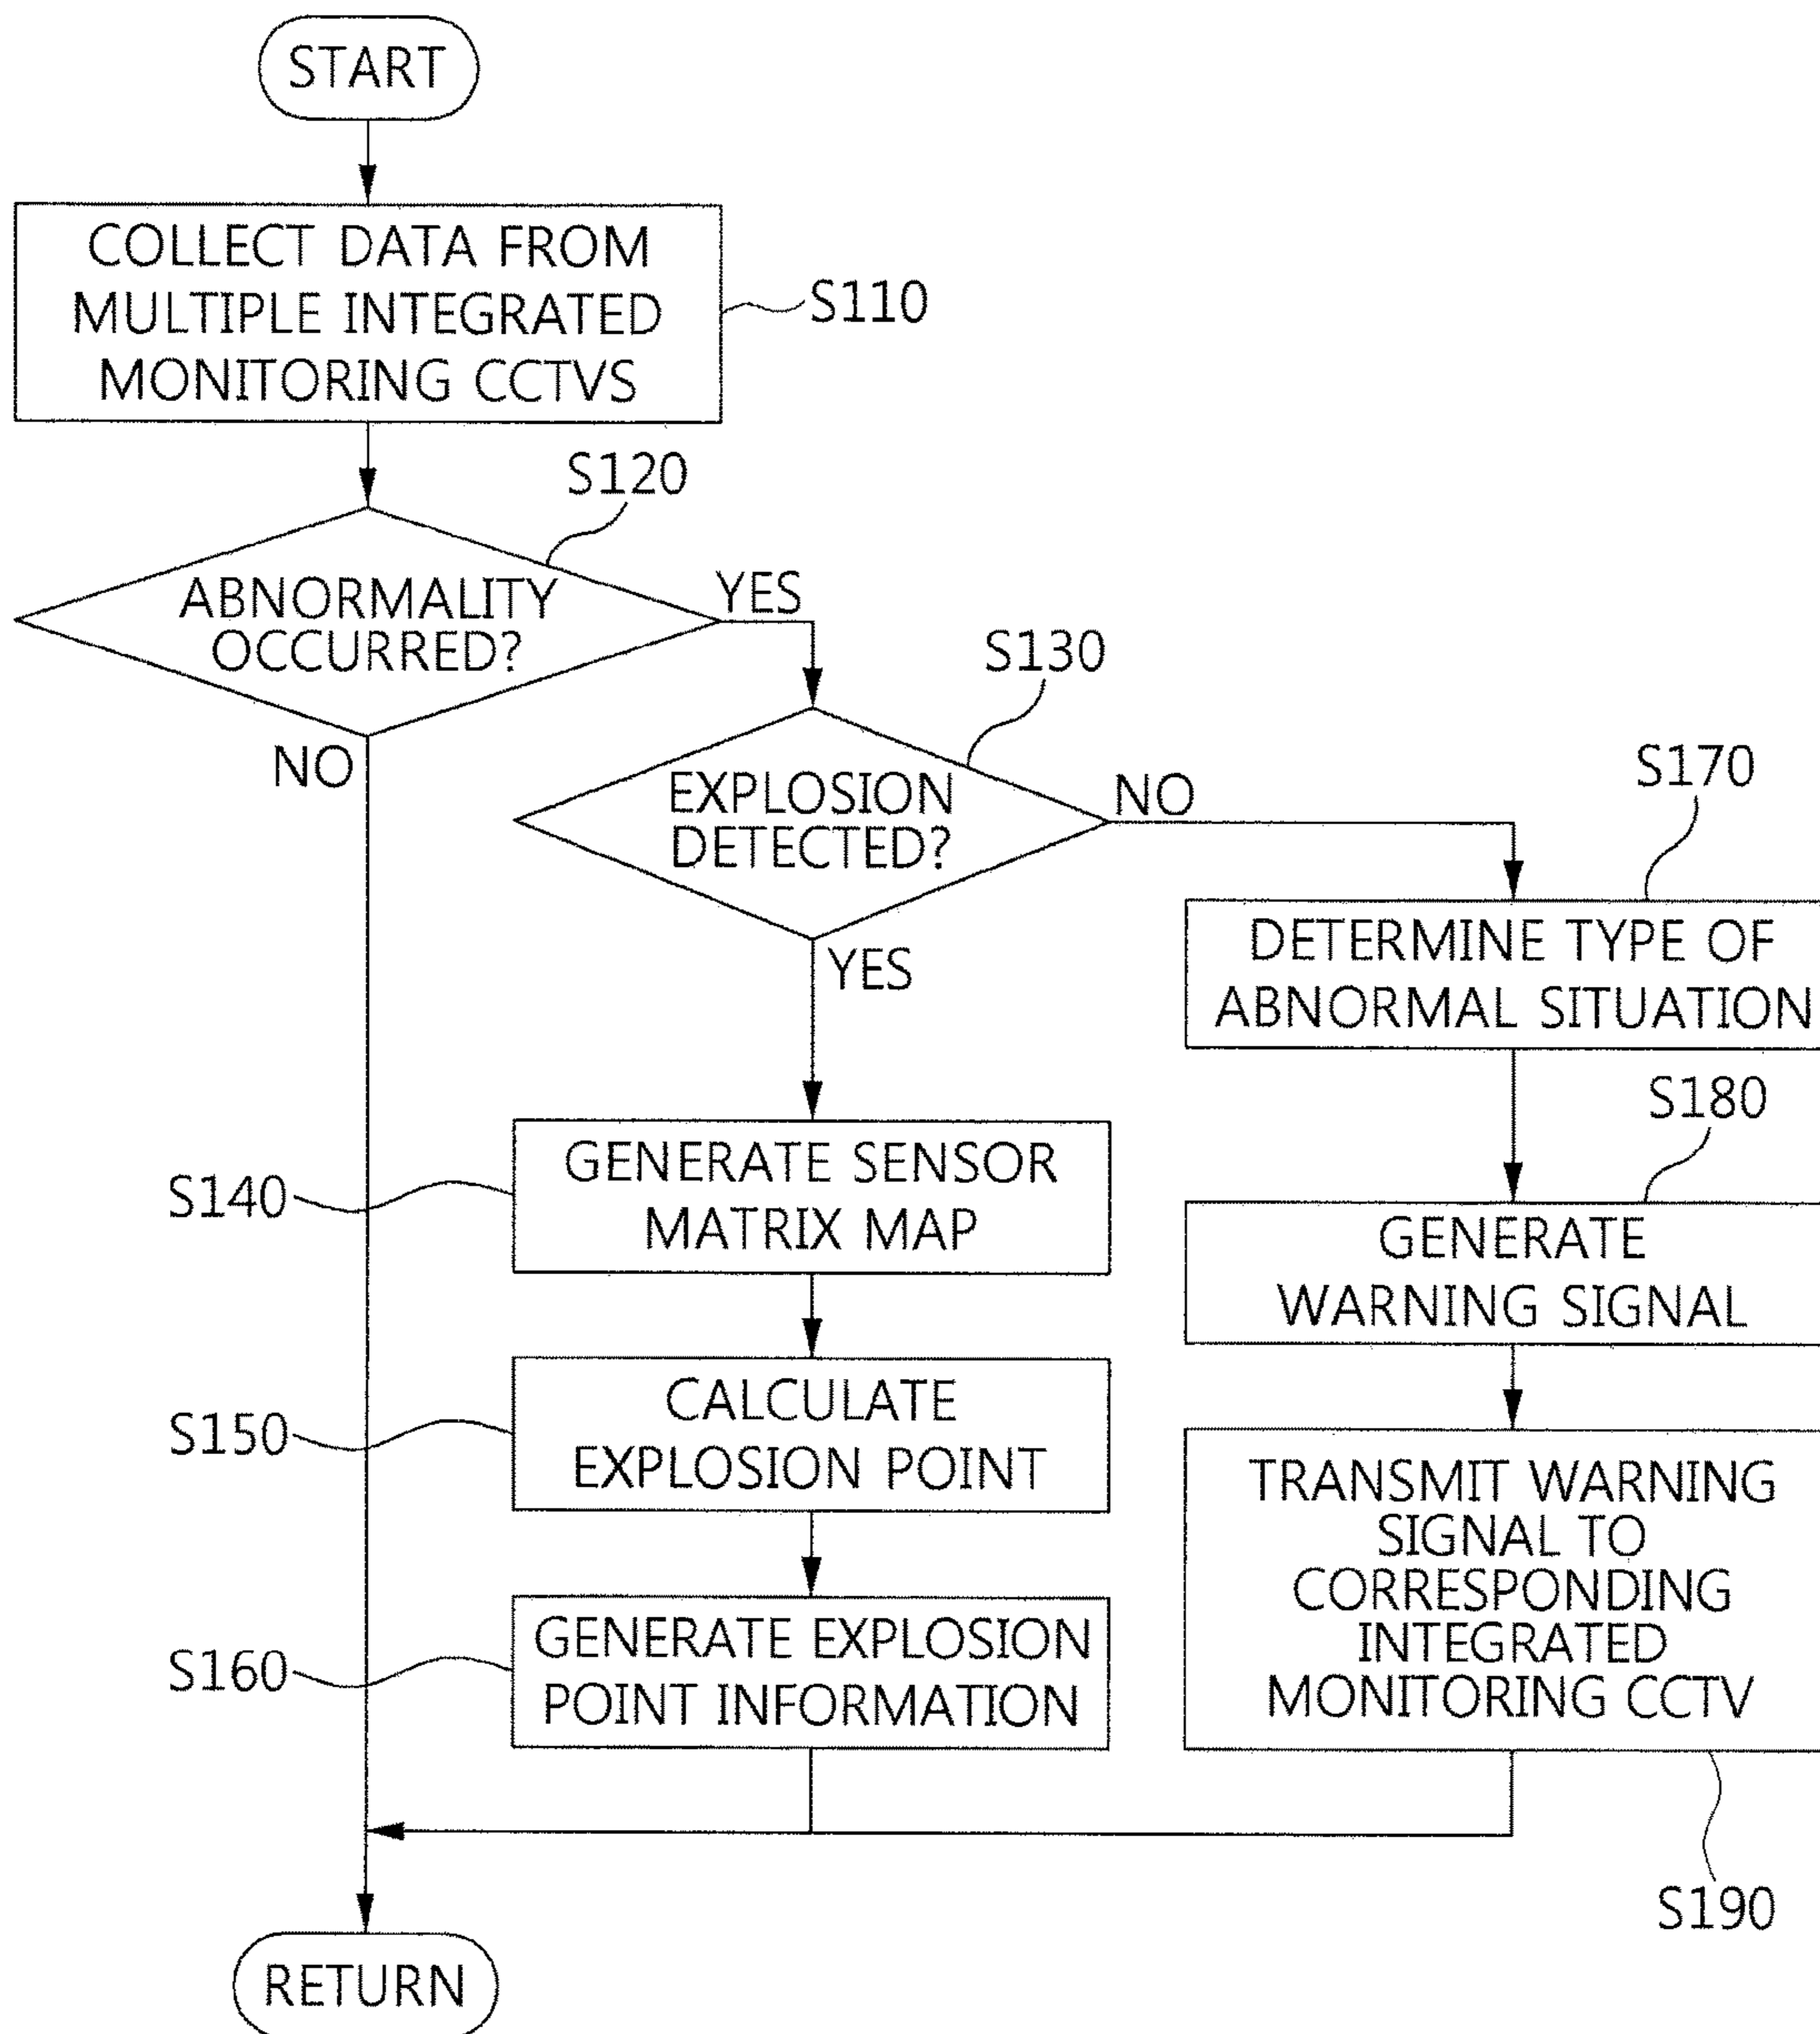 START
COLLECT DATA FROM
MULTIPLE INTEGRATED
MONITORING CCTVS
S110
S120
ABNORMALITY
OCCURRED?
YES
NO
S130
EXPLOSION
DETECTED?
NO
YES
S170
DETERMINE TYPE OF
ABNORMAL SITUATION
S140
GENERATE SENSOR
MATRIX MAP
S180
GENERATE
WARNING SIGNAL
S150
CALCULATE
EXPLOSION POINT
S160
GENERATE EXPLOSION
POINT INFORMATION
TRANSMIT WARNING
SIGNAL TO
CORRESPONDING
INTEGRATED
MONITORING CCTV
S190
RETURN